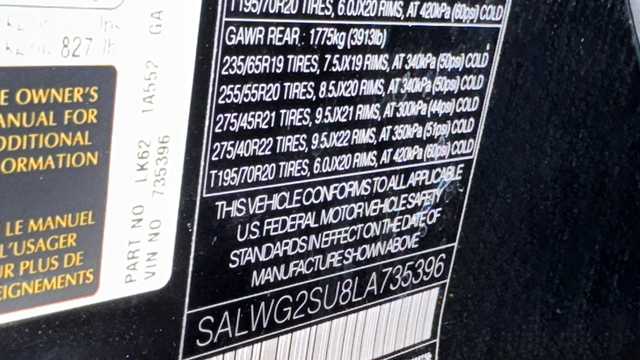 T195/70R20 TIRES, 6.0JX20 RIMS, AT 420kPa (60psi) COLD
GAWR REAR : 1775kg (3913lb)
235/65R19 TIRES, 7.5JX19 RIMS, AT 340kPa (50psi) COLD
255/55R20 TIRES, 8.5JX20 RIMS, AT 340kPa (50psi) COLD
275/45R21 TIRES, 9.5JX21 RIMS, AT 300kPa (44psi) COLD
275/40R22 TIRES, 9.5JX22 RIMS, AT 350kPa (51psi) COLD
T195/70R20 TIRES, 6.0JX20 RIMS, AT 420kPa (60psi) COLD
THIS VEHICLE CONFORMS TO ALL APPLICABLE
U.S. FEDERAL MOTOR VEHICLE SAFETY
STANDARDS IN EFFECT ON THE DATE OF
MANUFACTURE SHOWN ABOVE
SALWG2SU8LA735396
827 lb
E OWNER'S
ANUAL FOR
DDITIONAL
ORMATION
LE MANUEL
L'USAGER
UR PLUS DE
EIGNEMENTS
PART NO LK62 1A552 GA
VIN NO 735396